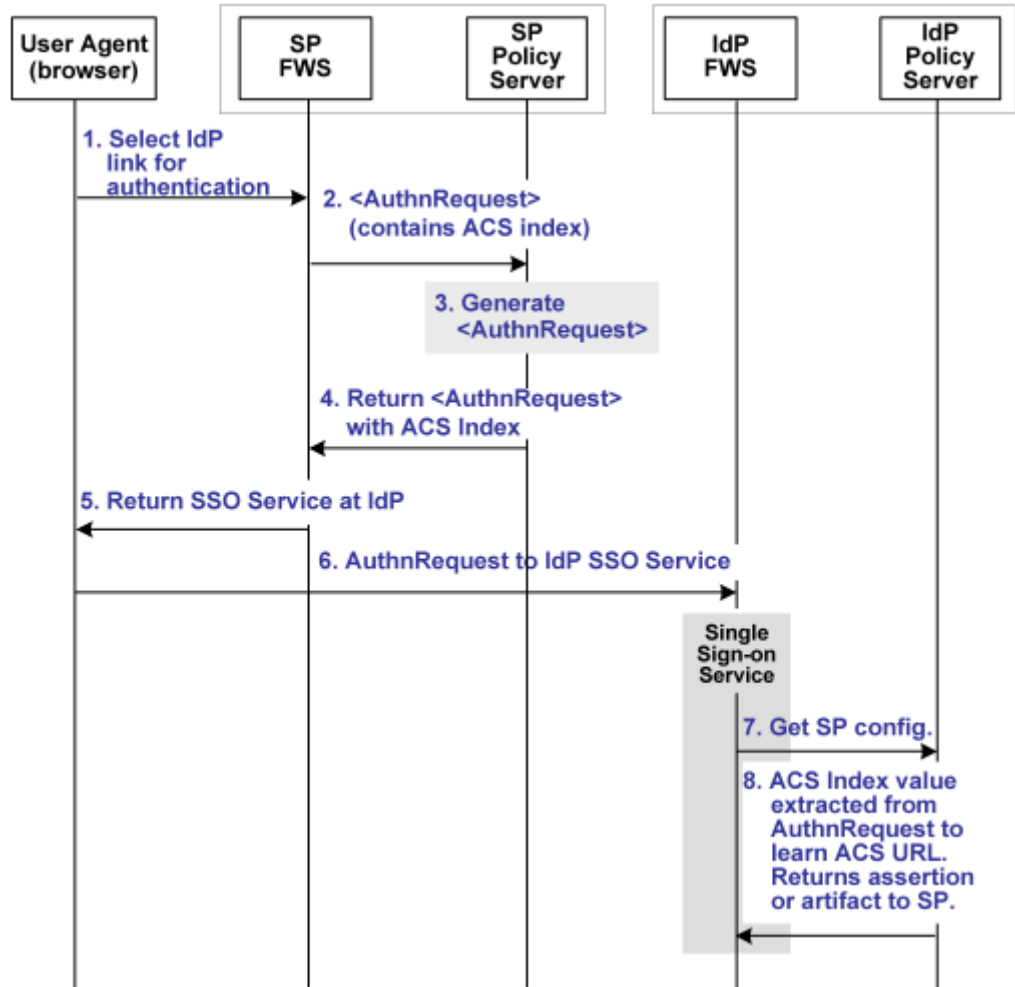 User Agent
(browser)
SP
FWS
SP
Policy
Server
IdP
FWS
IdP
Policy
Server
1. Select IdP
link for
authentication
2. <AuthnRequest>
(contains ACS index)
3. Generate
<AuthnRequest>
4. Return <AuthnRequest>
with ACS Index
5. Return SSO Service at IdP
6. AuthnRequest to IdP SSO Service
Single
Sign-on
Service
7. Get SP config.
8. ACS Index value
extracted from
AuthnRequest to
learn ACS URL.
Returns assertion
or artifact to SP.